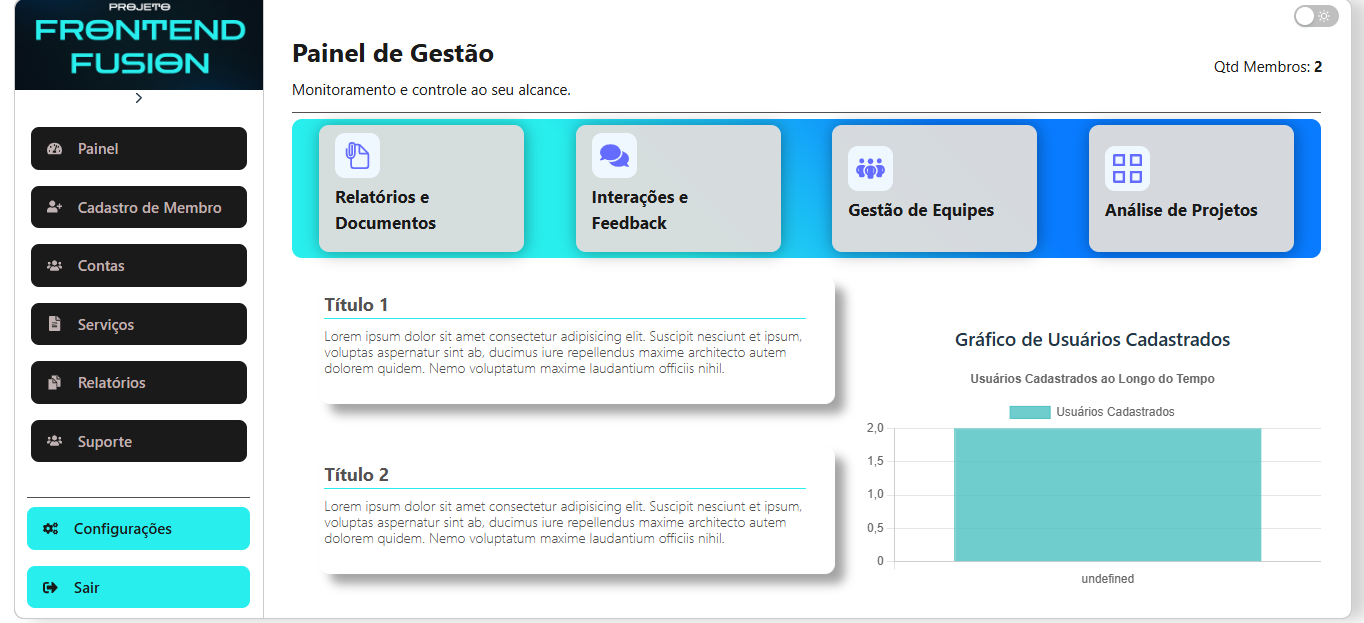 PROJETO
FRONTEND
FUSION
Painel
Cadastro de Membro
Contas
Serviços
Relatórios
Suporte
Configurações
Sair
Painel de Gestão
Monitoramento e controle ao seu alcance.
Qtd Membros: 2
Relatórios e
Documentos
Interações e
Feedback
Gestão de Equipes
Análise de Projetos
Título 1
Lorem ipsum dolor sit amet consectetur adipisicing elit. Suscipit nesciunt et ipsum,
voluptas aspernatur sint ab, ducimus iure repellendus maxime architecto autem
dolorem quidem. Nemo voluptatum maxime laudantium officiis nihil.
Título 2
Lorem ipsum dolor sit amet consectetur adipisicing elit. Suscipit nesciunt et ipsum,
voluptas aspernatur sint ab, ducimus iure repellendus maxime architecto autem
dolorem quidem. Nemo voluptatum maxime laudantium officiis nihil.
Gráfico de Usuários Cadastrados
Usuários Cadastrados ao Longo do Tempo
Usuários Cadastrados
2,0
1,5
1,0
0,5
0
undefined